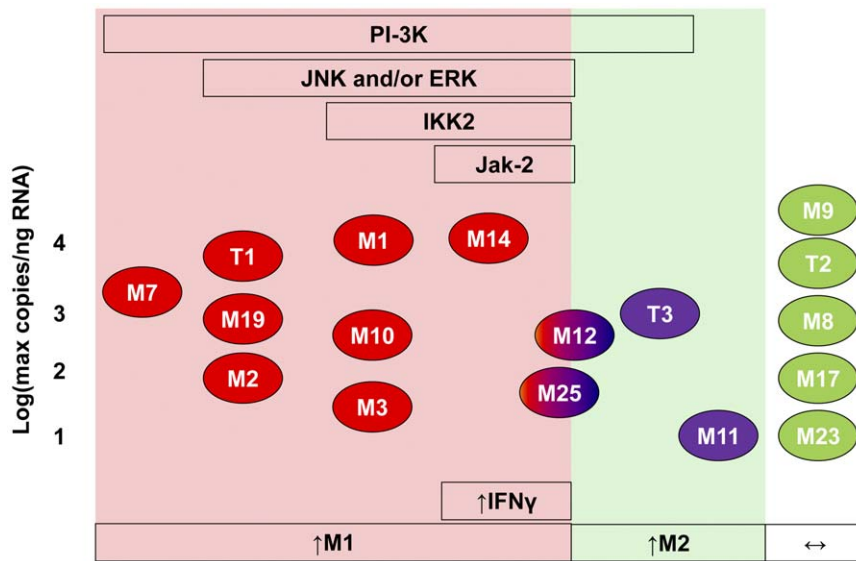 PI-3K
JNK and/or ERK
IKK2
Jak-2
Log(max copies/ng RNA)
4
3
2
1
M9
M1
M14
T1
T2
M7
M19
M10
M12
T3
M8
M2
M3
M25
M17
M11
M23
↑IFNγ
↑M1
↑M2
↔